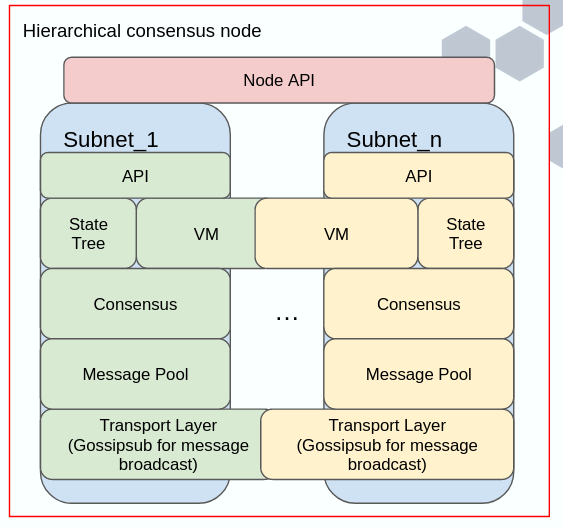 Hierarchical consensus node
Node API
Subnet_1
Subnet_n
API
API
State
Tree
VM
VM
State
Tree
Consensus
...
Consensus
Message Pool
Message Pool
Transport Layer
(Gossipsub for message
broadcast)
Transport Layer
(Gossipsub for message
broadcast)